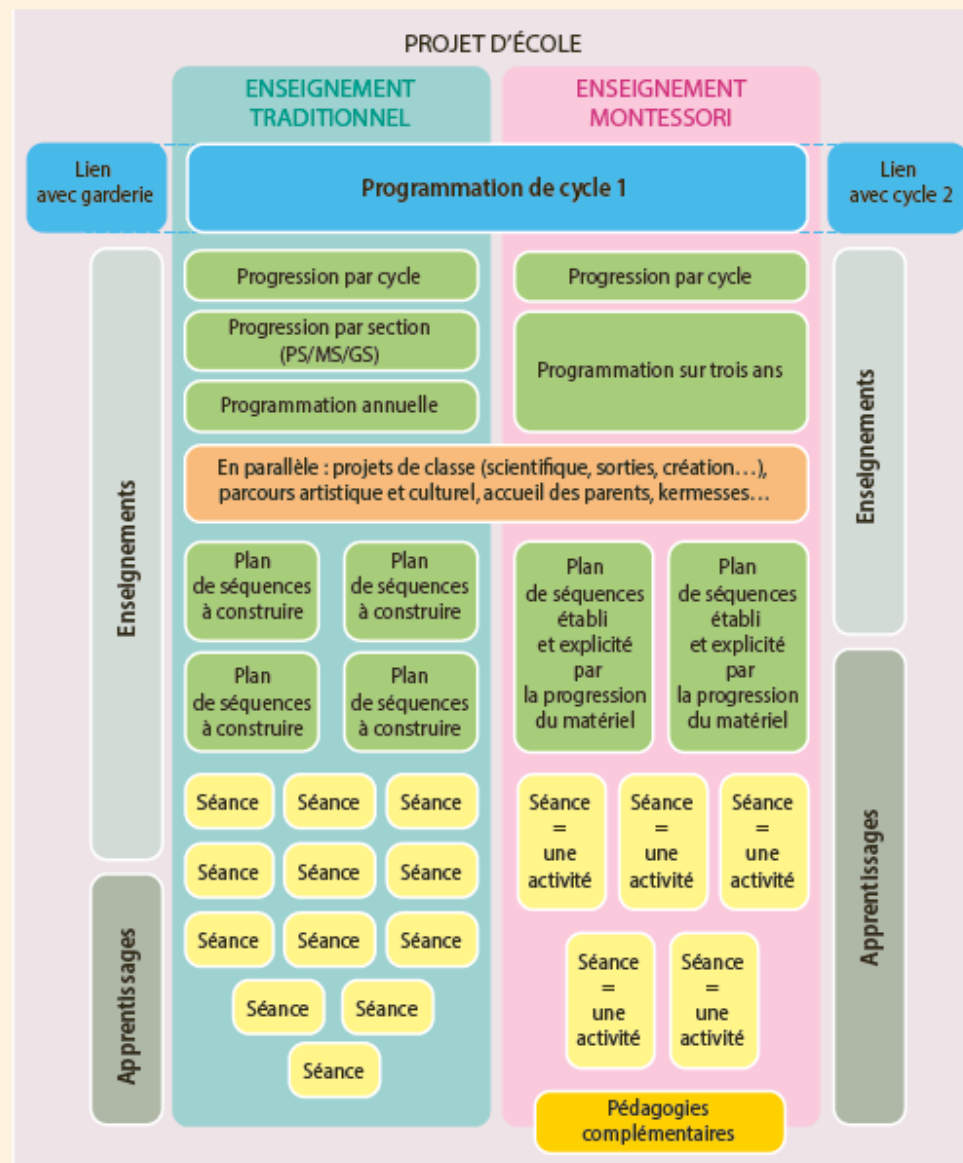 PROJET D'ÉCOLE
ENSEIGNEMENT
TRADITIONNEL
ENSEIGNEMENT
MONTESSORI
Lien
avec garderie
Programmation de cycle 1
Lien
avec cycle 2
Enseignements
Apprentissages
Progression par cycle
Progression par section
(PS/MS/GS)
Programmation annuelle
Progression par cycle
Programmation sur trois ans
En parallèle : projets de classe (scientifique, sorties, création…),
parcours artistique et culturel, accueil des parents, kermesses…
Plan
de séquences
à construire
Plan
de séquences
à construire
Plan
de séquences
à construire
Plan
de séquences
à construire
Plan
de séquences
établi
et explicité
par
la progression
du matériel
Plan
de séquences
établi
et explicité
par
la progression
du matériel
Séance
Séance
Séance
Séance
Séance
Séance
Séance
Séance
Séance
Séance
Séance
Séance
Séance
=
une
activité
Séance
=
une
activité
Séance
=
une
activité
Séance
=
une
activité
Séance
=
une
activité
Pédagogies
complémentaires
Enseignements
Apprentissages